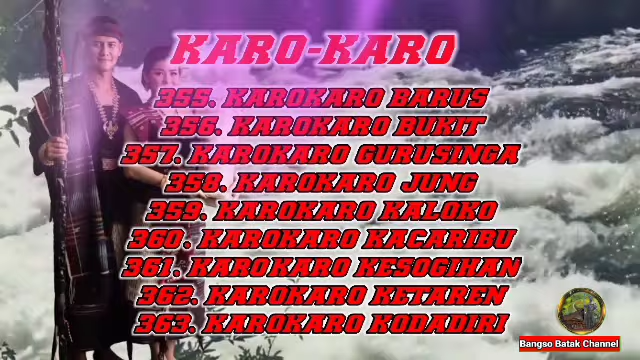 KARO-KARO
355. KAROKARO BARUS
356. KAROKARO BUKIT
357. KAROKARO GURUSINGA
358. KAROKARO JUNG
359. KAROKARO KALOKO
360. KAROKARO KACARIBU
361. KAROKARO KESOGIHAN
362. KAROKARO KETAREN
363. KAROKARO KODADIRI
Bangso Batak Channel